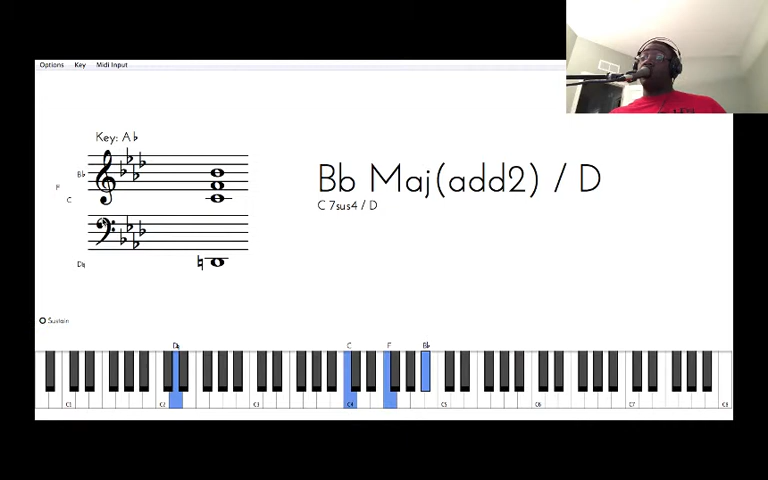 Options Key Midi Input
Key: A♭
B♭
F
C
D♮
Bb Maj(add2) / D
C 7sus4 / D
Sustain
D♮ C F B♭
C1 C2 C3 C4 C5 C6 C7 C8